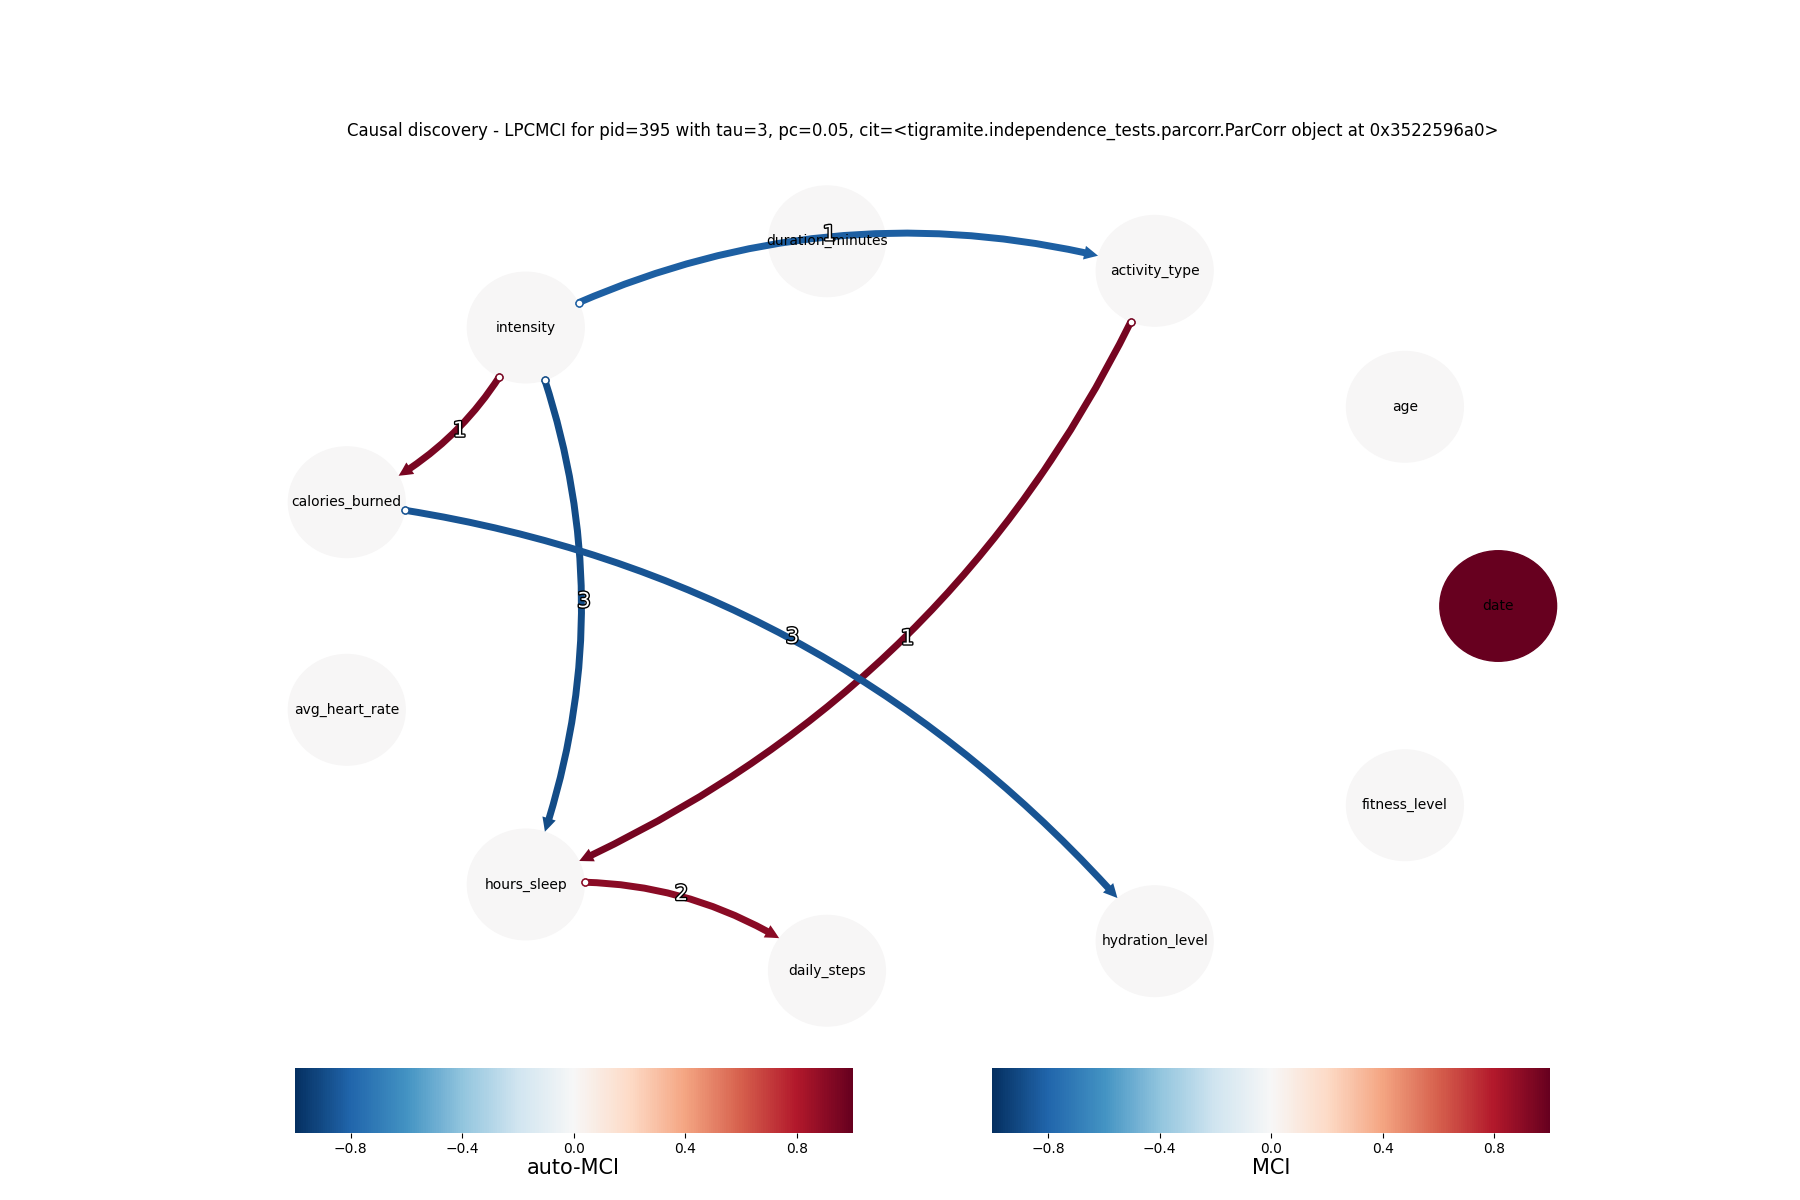 Causal discovery - LPCMCI for pid=395 with tau=3, pc=0.05, cit=<tigramite.independence_tests.parcorr.ParCorr object at 0x3522596a0>
1
duration_minutes
activity_type
intensity
age
1
calories_burned
3
date
3
1
avg_heart_rate
fitness_level
hours_sleep
2
hydration_level
daily_steps
−0.8 −0.4 0.0 0.4 0.8
auto-MCI
−0.8 −0.4 0.0 0.4 0.8
MCI